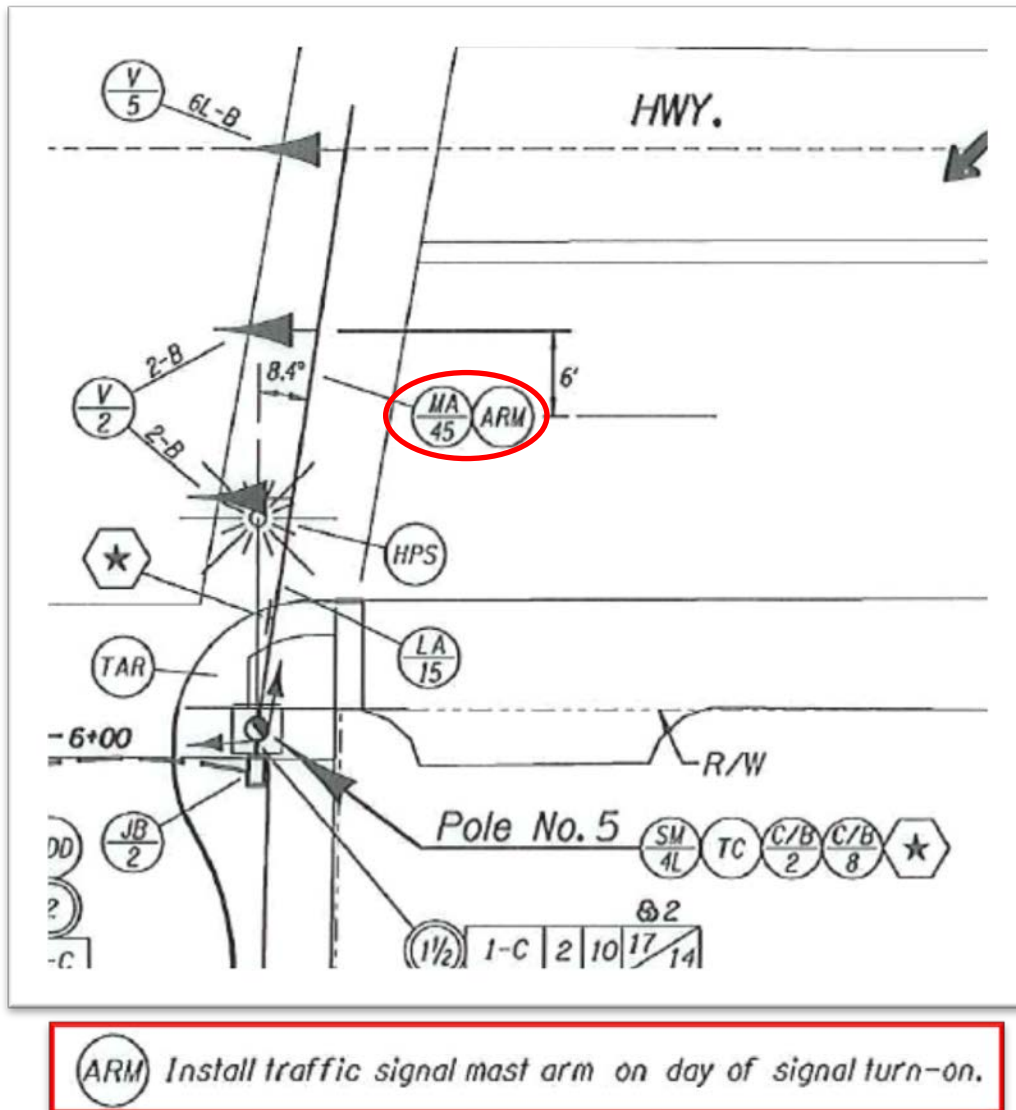 V
5
6L-B
HWY.
2-B
8.4°
6'
V
2
MA
45
ARM
2-B
HPS
TAR
LA
15
6+00
R/W
JB
2
Pole No. 5
SM
4L
TC
C/B
2
C/B
8
2
1½ 1-C 2 10 17/14
-C
ARM Install traffic signal mast arm on day of signal turn-on.